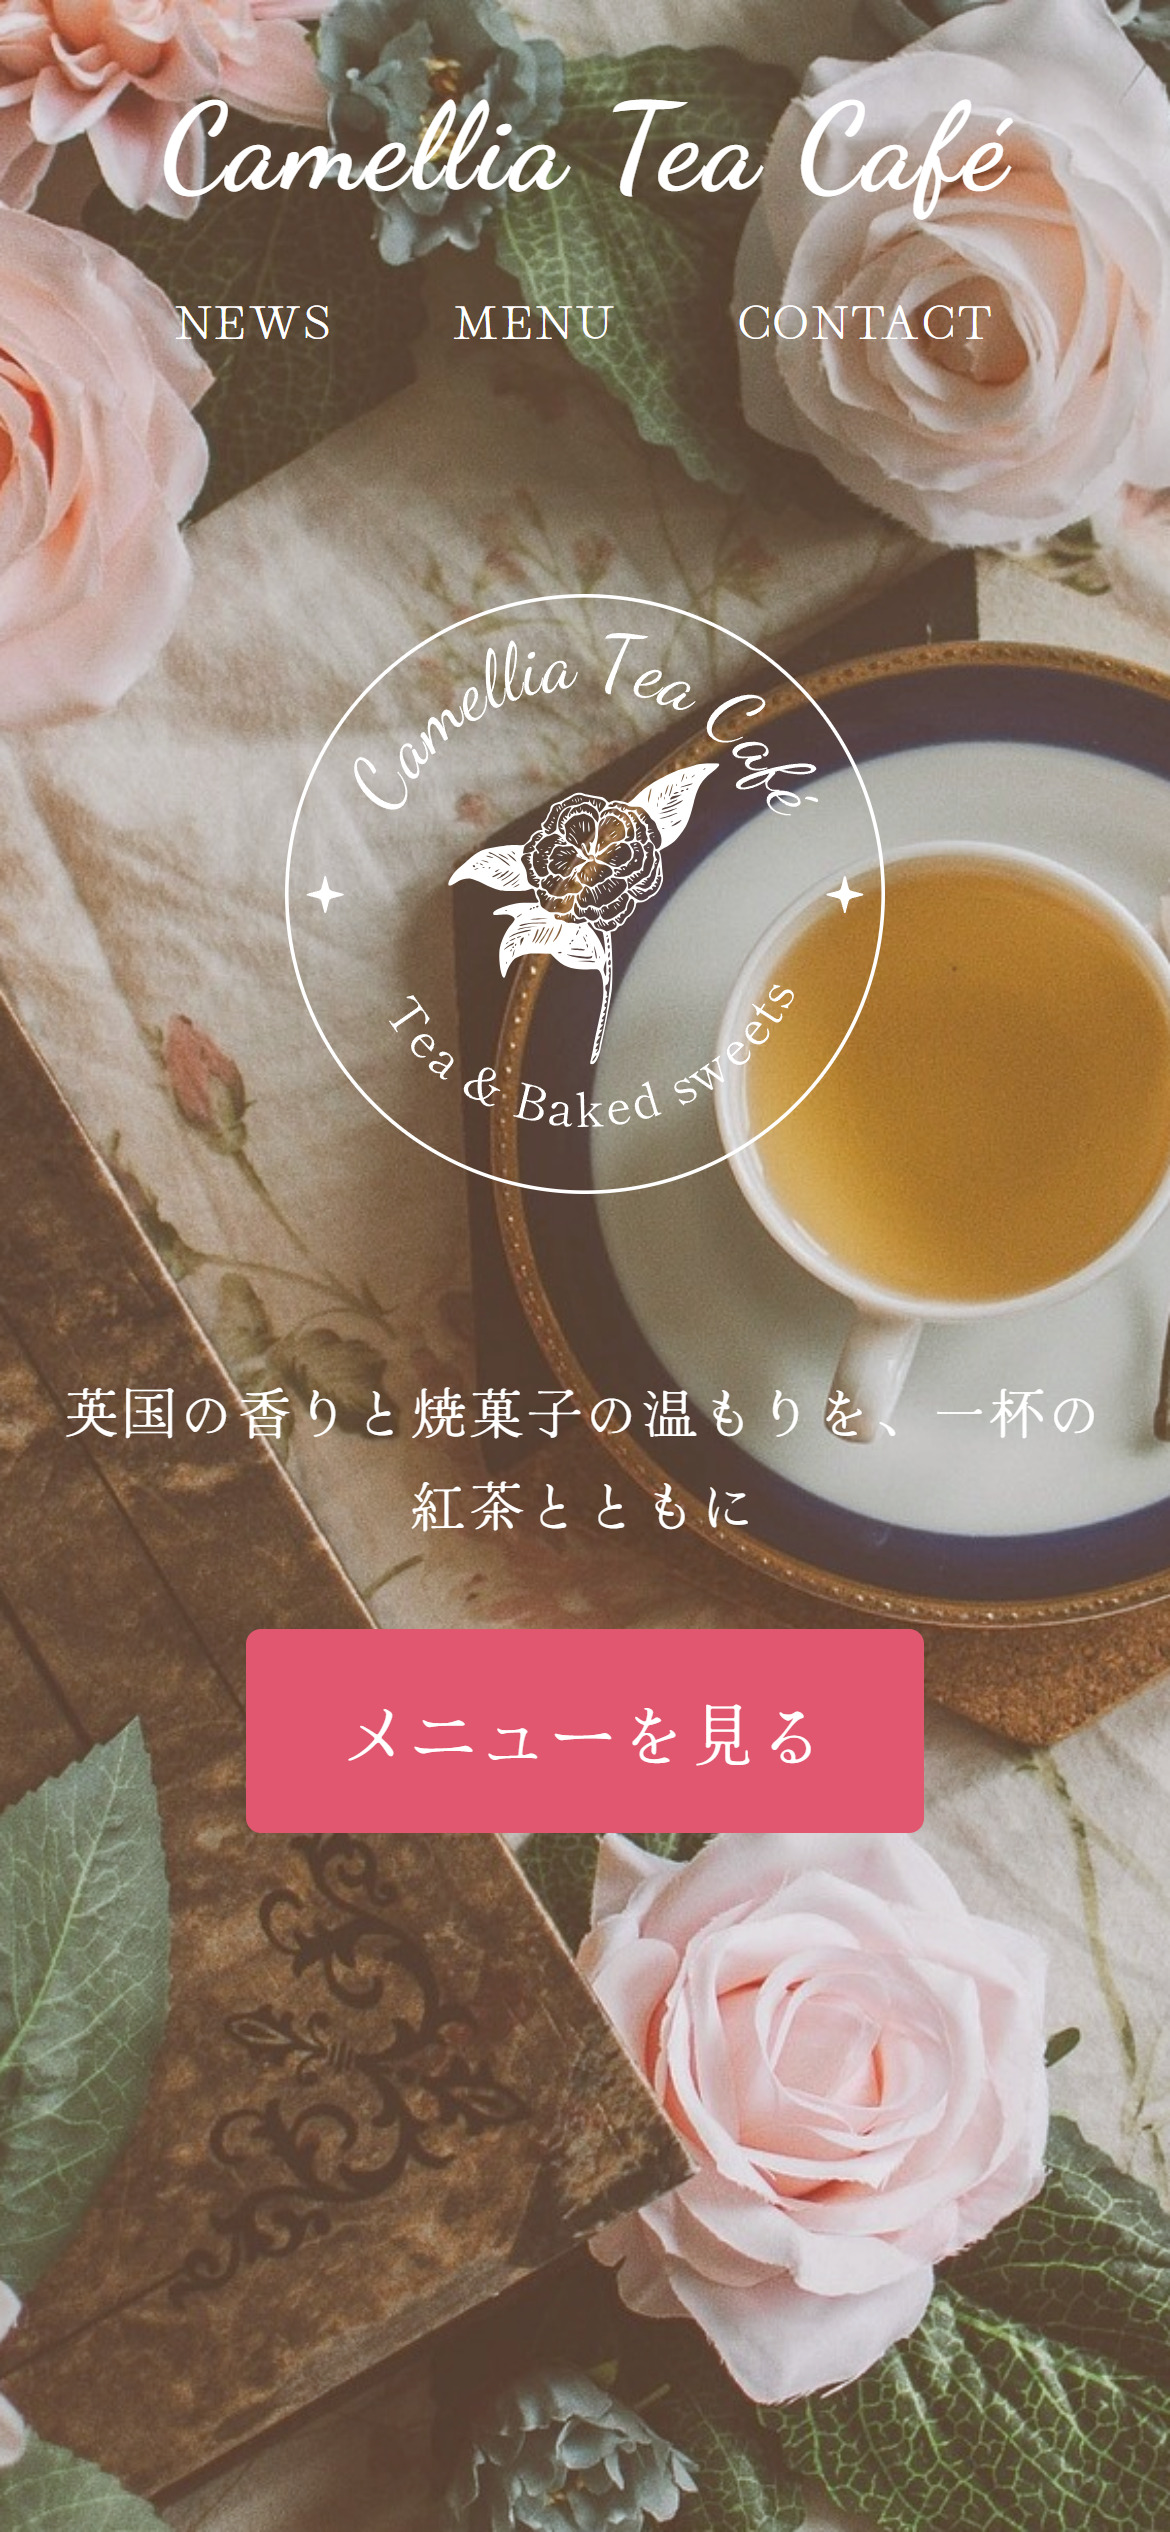 Camellia Tea Café
NEWS MENU CONTACT
Camellia Tea Café
Tea & Baked sweets
英国の香りと焼菓子の温もりを、一杯の
紅茶とともに
メニューを見る